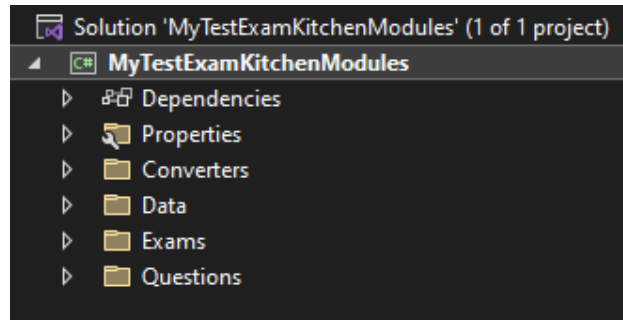 Solution 'MyTestExamKitchenModules' (1 of 1 project)
C# MyTestExamKitchenModules
Dependencies
Properties
Converters
Data
Exams
Questions